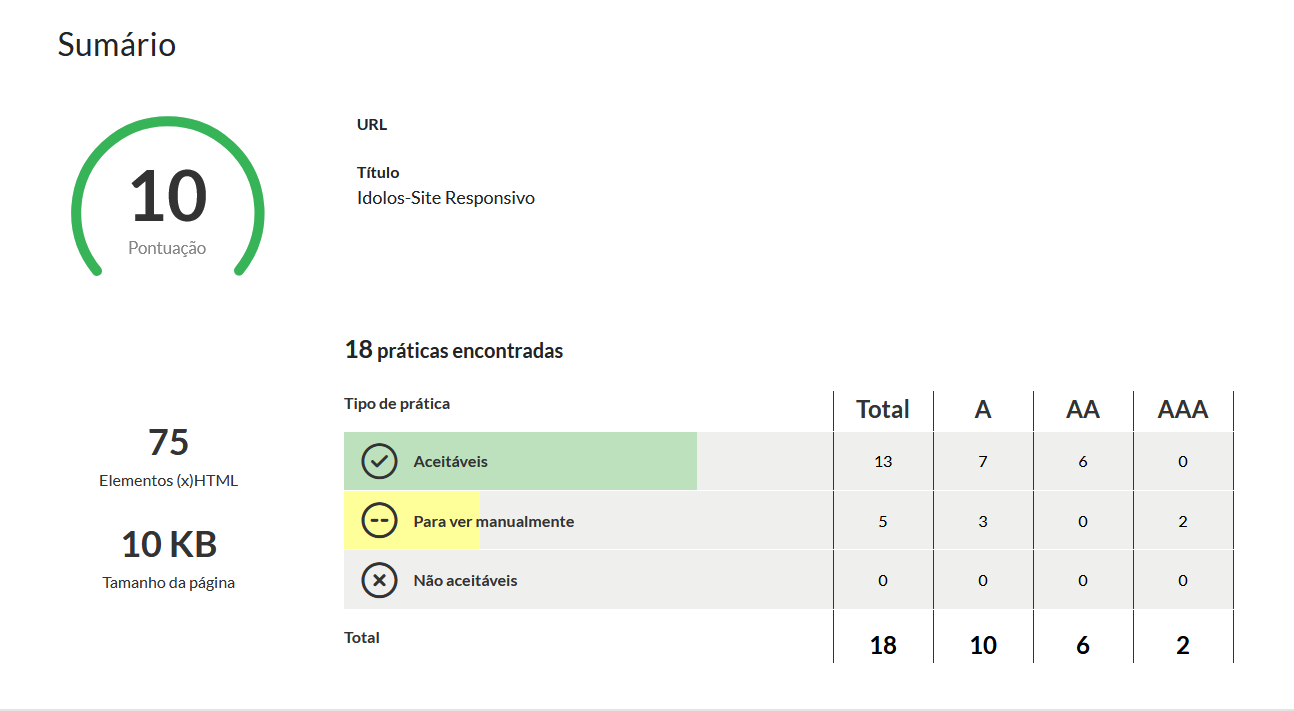 Sumário
10
Pontuação
URL
Título
Idolos-Site Responsivo
75
Elementos (x)HTML
10 KB
Tamanho da página
18 práticas encontradas
Tipo de prática Total A AA AAA
Aceitáveis 13 7 6 0
Para ver manualmente 5 3 0 2
Não aceitáveis 0 0 0 0
Total 18 10 6 2